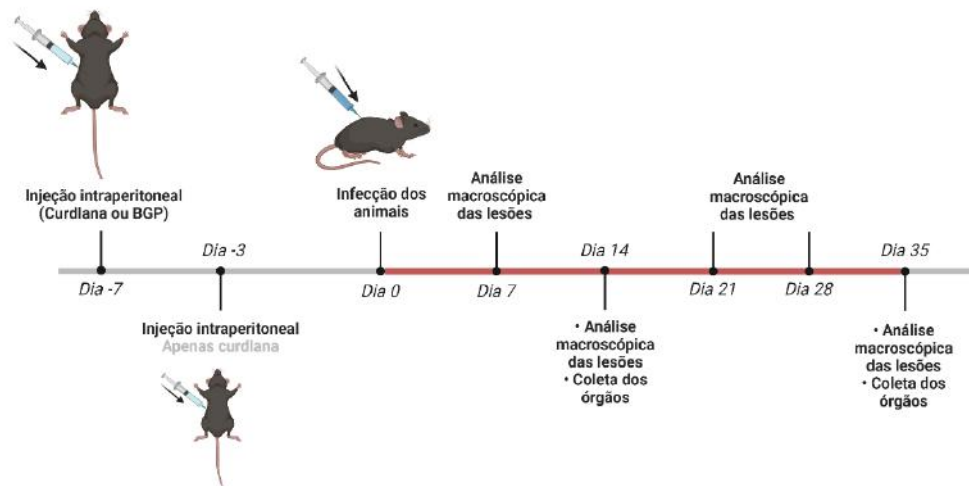 Injeção intraperitoneal
(Curdlana ou BGP)
Dia -7
Dia -3
Injeção intraperitoneal
Apenas curdlana
Infecção dos
animais
Dia 0
Análise
macroscópica
das lesões
Dia 7
Dia 14
• Análise
macroscópica
das lesões
• Coleta dos
órgãos
Análise
macroscópica
das lesões
Dia 21
Dia 28
Dia 35
• Análise
macroscópica
das lesões
• Coleta dos
órgãos